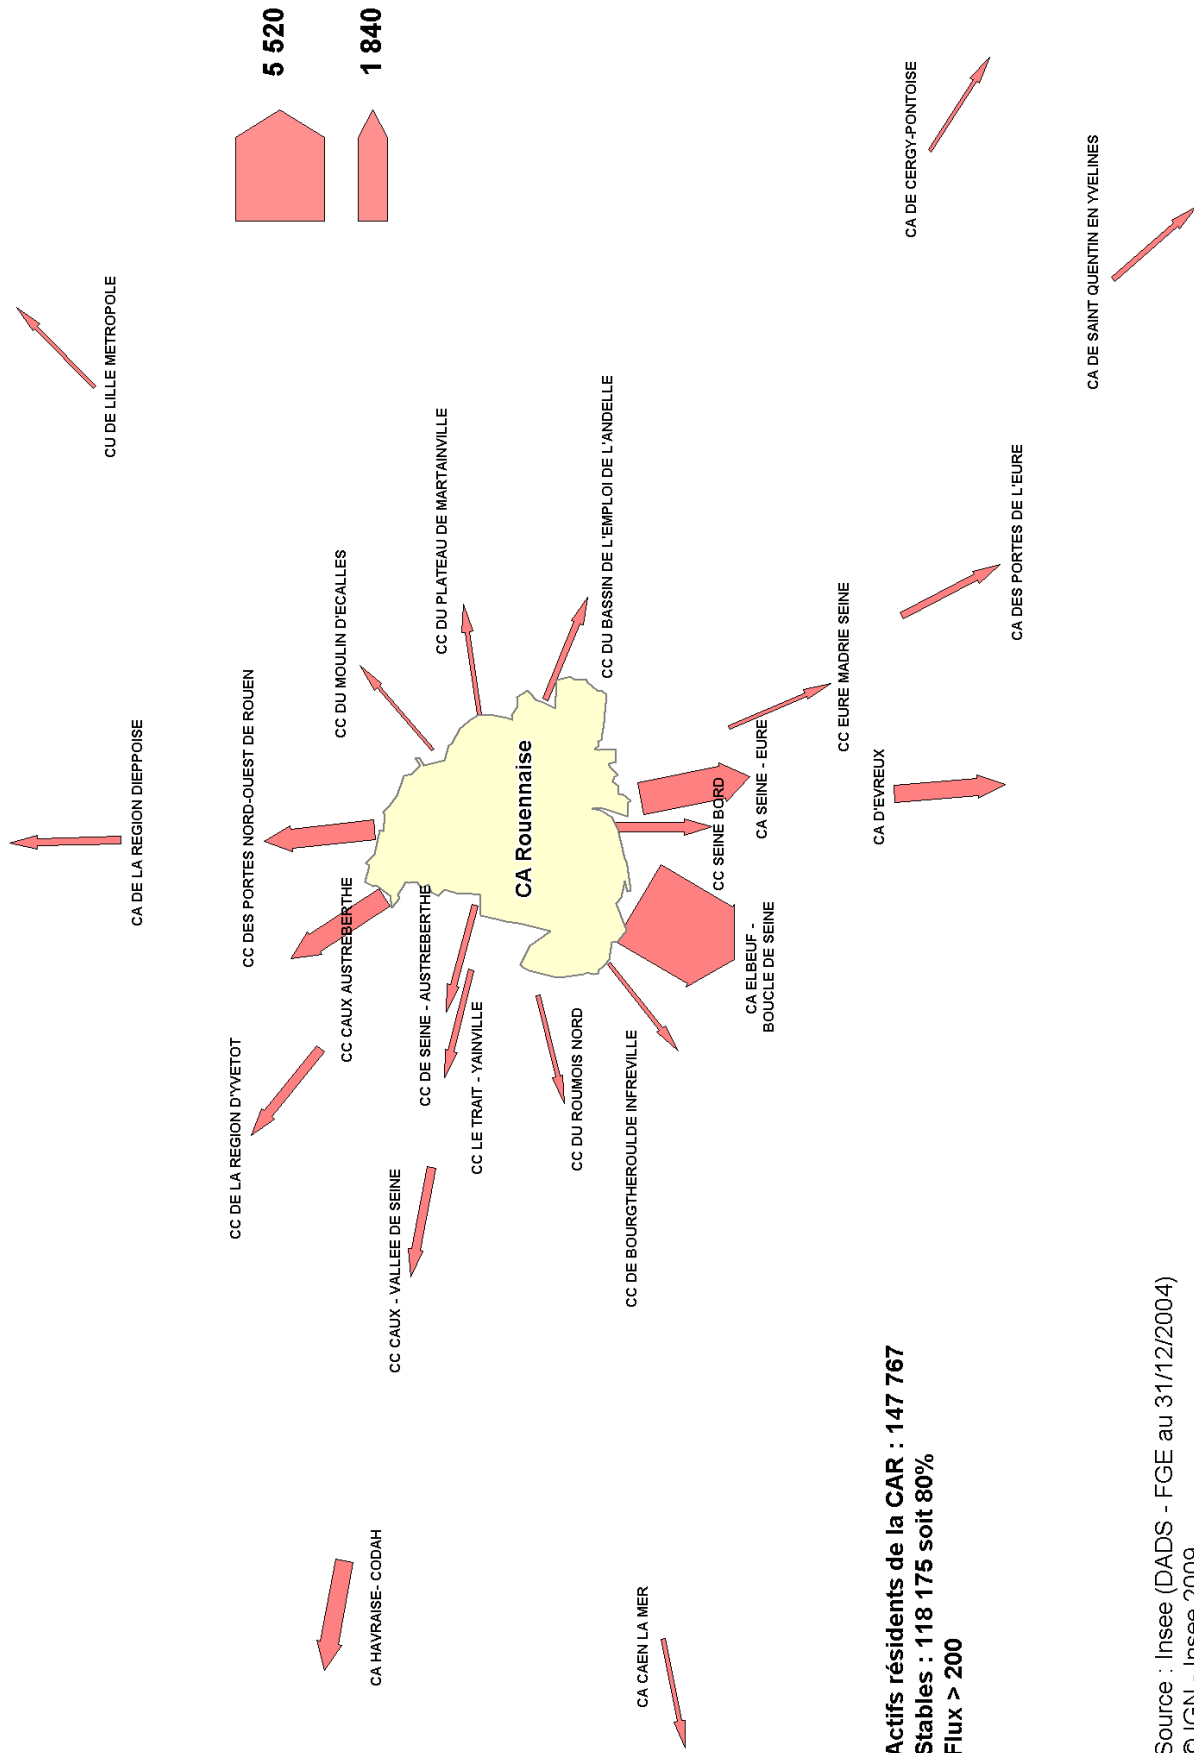 5 520
1 840
CU DE LILLE METROPOLE
CA DE CERGY-PONTOISE
CA DE SAINT QUENTIN EN YVELINES
CA DE LA REGION DIEPPOISE
CC DES PORTES NORD-OUEST DE ROUEN
CC DU MOULIN D'ECALLES
CC DU PLATEAU DE MARTAINVILLE
CC DU BASSIN DE L'EMPLOI DE L'ANDELLE
CA DES PORTES DE L'EURE
CC EURE MADRIE SEINE
CA SEINE - EURE
CA D'EVREUX
CC SEINE BORD
CA Rouennaise
CA ELBEUF -
BOUCLE DE SEINE
CC CAUX AUSTREBERTHE
CC DE SEINE - AUSTREBERTHE
CC LE TRAIT - YAINVILLE
CC DU ROUMOIS NORD
CC DE BOURGTHEROULDE INFREVILLE
CC DE LA REGION D'YVETOT
CC CAUX - VALLEE DE SEINE
CA HAVRAISE- CODAH
CA CAEN LA MER
Actifs résidents de la CAR : 147 767
Stables : 118 175 soit 80%
Flux > 200
Source : Insee (DADS - FGE au 31/12/2004)
© IGN - Insee 2009